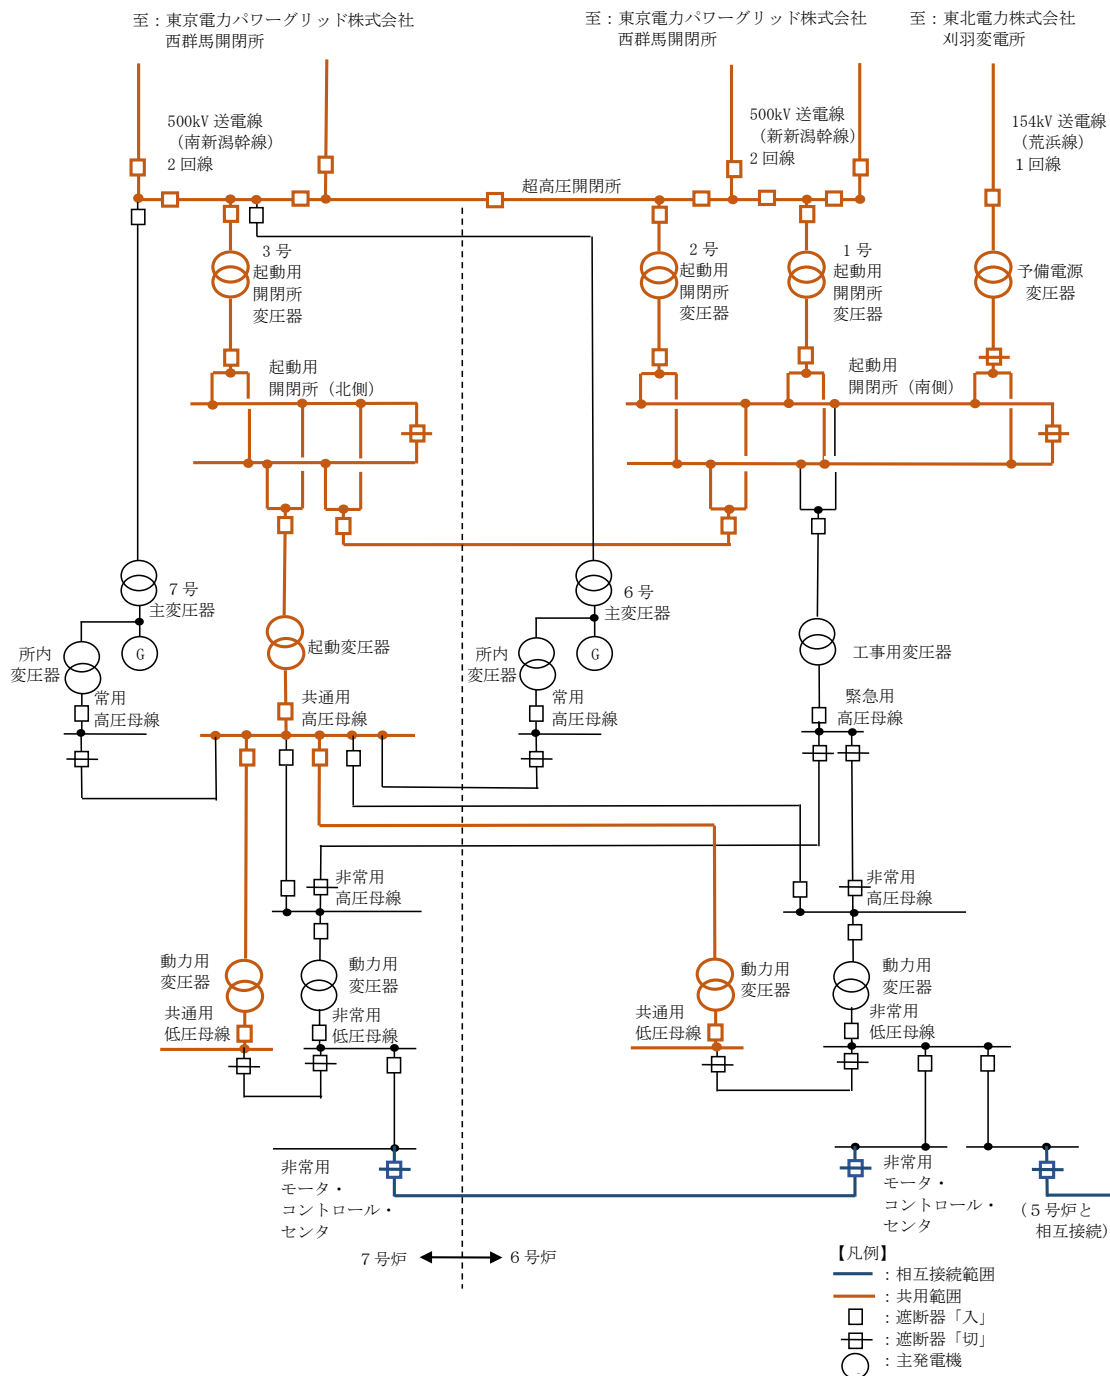 至：東京電力パワーグリッド株式会社
西群馬開閉所
至：東京電力パワーグリッド株式会社
西群馬開閉所
至：東北電力株式会社
刈羽変電所
500kV 送電線
（南新潟幹線）
２回線
500kV 送電線
（新新潟幹線）
２回線
154kV 送電線
（荒浜線）
１回線
超高圧開閉所
３号
起動用
開閉所
変圧器
２号
起動用
開閉所
変圧器
１号
起動用
開閉所
変圧器
予備電源
変圧器
起動用
開閉所（北側）
起動用
開閉所（南側）
７号
主変圧器
G
所内
変圧器
常用
高圧母線
起動変圧器
共通用
高圧母線
６号
主変圧器
G
所内
変圧器
常用
高圧母線
工事用変圧器
緊急用
高圧母線
非常用
高圧母線
非常用
高圧母線
動力用
変圧器
共通用
低圧母線
動力用
変圧器
非常用
低圧母線
動力用
変圧器
共通用
低圧母線
動力用
変圧器
非常用
低圧母線
非常用
モータ・
コントロール・
センタ
非常用
モータ・
コントロール・
センタ
（５号炉と
相互接続）
７号炉
６号炉
【凡例】
：相互接続範囲
：共用範囲
：遮断器「入」
：遮断器「切」
：主発電機